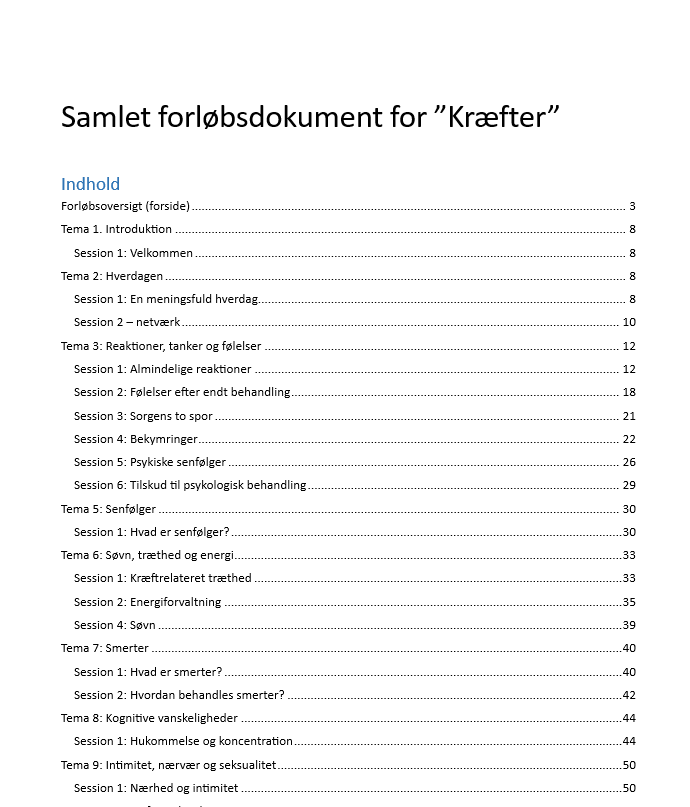 Samlet forløbsdokument for ”Kræfter”
Indhold
Forløbsoversigt (forside) 3
Tema 1. Introduktion 8
Session 1: Velkommen 8
Tema 2: Hverdagen 8
Session 1: En meningsfuld hverdag 8
Session 2 – netværk 10
Tema 3: Reaktioner, tanker og følelser 12
Session 1: Almindelige reaktioner 12
Session 2: Følelser efter endt behandling 18
Session 3: Sorgens to spor 21
Session 4: Bekymringer 22
Session 5: Psykiske senfølger 26
Session 6: Tilskud til psykologisk behandling 29
Tema 5: Senfølger 30
Session 1: Hvad er senfølger? 30
Tema 6: Søvn, træthed og energi 33
Session 1: Kræftrelateret træthed 33
Session 2: Energiforvaltning 35
Session 4: Søvn 39
Tema 7: Smerter 40
Session 1: Hvad er smerter? 40
Session 2: Hvordan behandles smerter? 42
Tema 8: Kognitive vanskeligheder 44
Session 1: Hukommelse og koncentration 44
Tema 9: Intimitet, nærvær og seksualitet 50
Session 1: Nærhed og intimitet 50